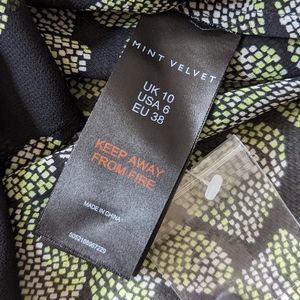 MINT VELVET
UK 10
USA 6
EU 38
KEEP AWAY
FROM FIRE
MADE IN CHINA